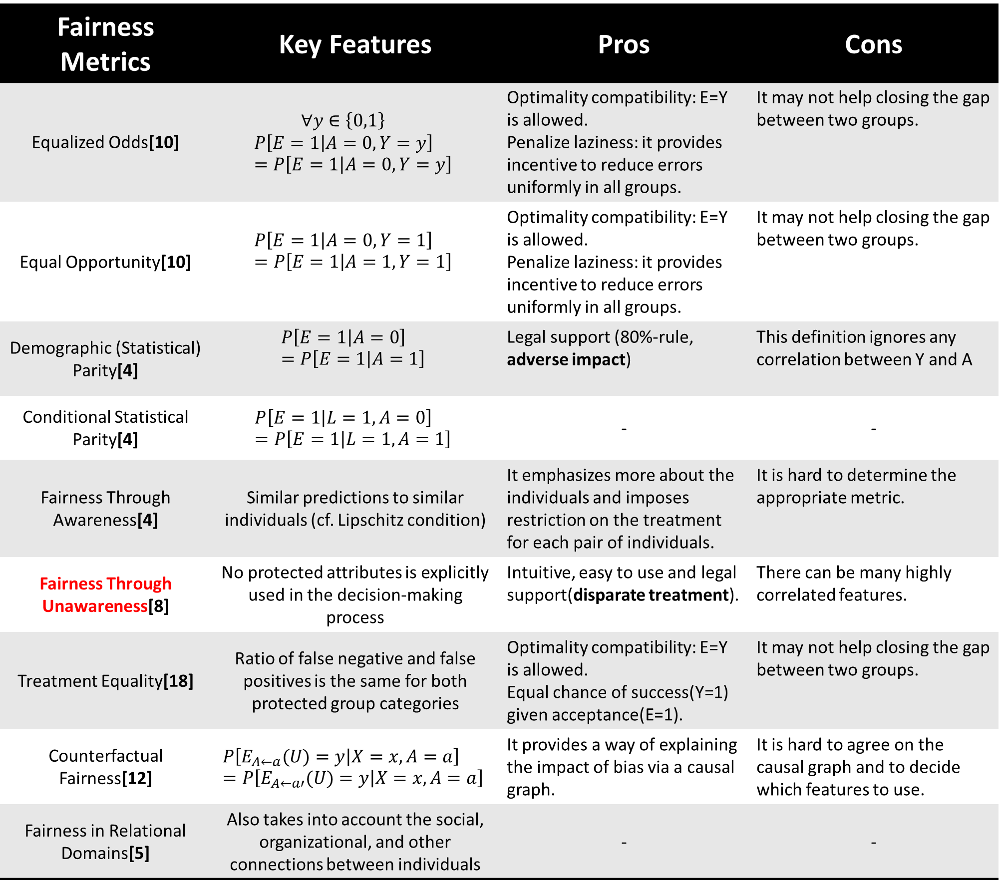 Fairness
Metrics
Key Features
Pros
Cons
Equalized Odds[10]
∀y ∈ {0,1}
P[E = 1|A = 0, Y = y]
= P[E = 1|A = 0, Y = y]
Optimality compatibility: E=Y
is allowed.
Penalize laziness: it provides
incentive to reduce errors
uniformly in all groups.
It may not help closing the gap
between two groups.
Equal Opportunity[10]
P[E = 1|A = 0, Y = 1]
= P[E = 1|A = 1, Y = 1]
Optimality compatibility: E=Y
is allowed.
Penalize laziness: it provides
incentive to reduce errors
uniformly in all groups.
It may not help closing the gap
between two groups.
Demographic (Statistical)
Parity[4]
P[E = 1|A = 0]
= P[E = 1|A = 1]
Legal support (80%-rule,
adverse impact)
This definition ignores any
correlation between Y and A
Conditional Statistical
Parity[4]
P[E = 1|L = 1, A = 0]
= P[E = 1|L = 1, A = 1]
-
-
Fairness Through
Awareness[4]
Similar predictions to similar
individuals (cf. Lipschitz condition)
It emphasizes more about the
individuals and imposes
restriction on the treatment
for each pair of individuals.
It is hard to determine the
appropriate metric.
Fairness Through
Unawareness[8]
No protected attributes is explicitly
used in the decision-making
process
Intuitive, easy to use and legal
support(disparate treatment).
There can be many highly
correlated features.
Treatment Equality[18]
Ratio of false negative and false
positives is the same for both
protected group categories
Optimality compatibility: E=Y
is allowed.
Equal chance of success(Y=1)
given acceptance(E=1).
It may not help closing the gap
between two groups.
Counterfactual
Fairness[12]
P[E_{A←a}(U) = y|X = x, A = a]
= P[E_{A←a′}(U) = y|X = x, A = a]
It provides a way of explaining
the impact of bias via a causal
graph.
It is hard to agree on the
causal graph and to decide
which features to use.
Fairness in Relational
Domains[5]
Also takes into account the social,
organizational, and other
connections between individuals
-
-